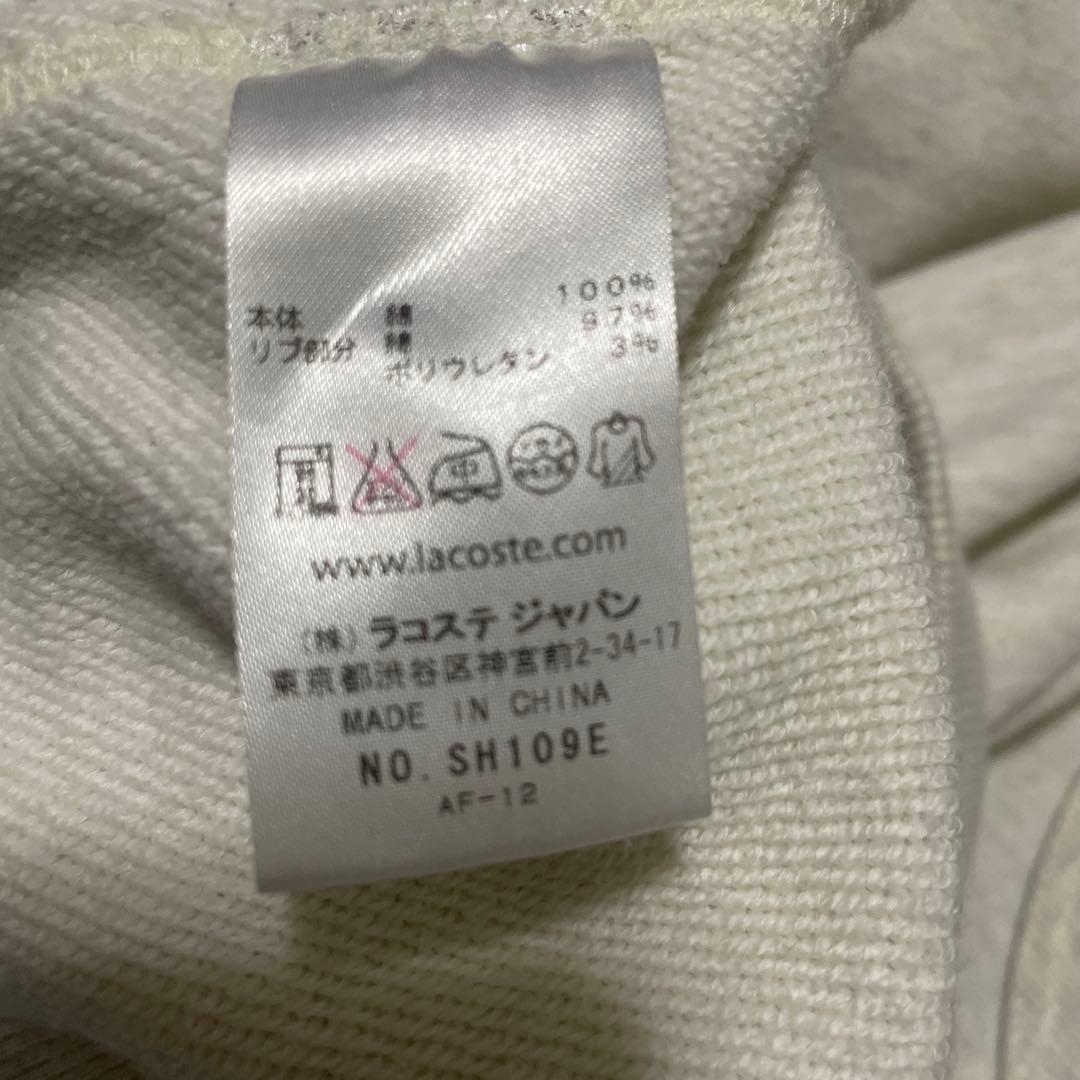 本体 綿 100%
リブ部分 綿 97%
ポリウレタン 3%
中
www.lacoste.com
(株) ラコステ ジャパン
東京都渋谷区神宮前2-34-17
MADE IN CHINA
NO. SH109E
AF-12